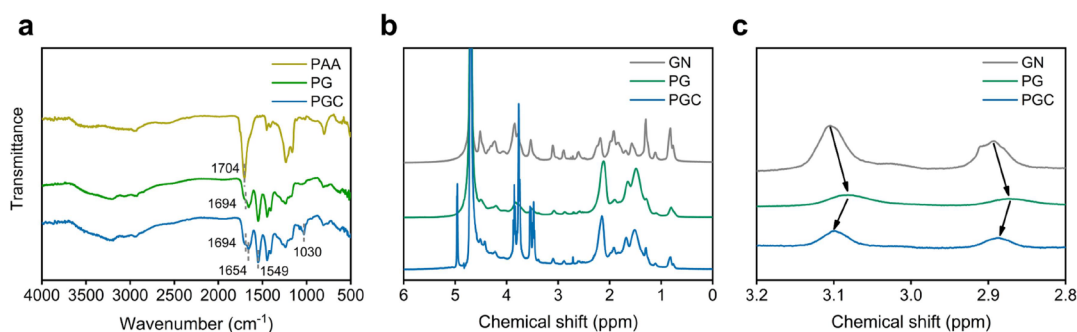 a
PAA
PG
PGC
1704
1694
1694
1654
1549
1030
Transmittance
4000 3500 3000 2500 2000 1500 1000 500
Wavenumber (cm⁻¹)
b
GN
PG
PGC
6 5 4 3 2 1 0
Chemical shift (ppm)
c
GN
PG
PGC
3.2 3.1 3.0 2.9 2.8
Chemical shift (ppm)